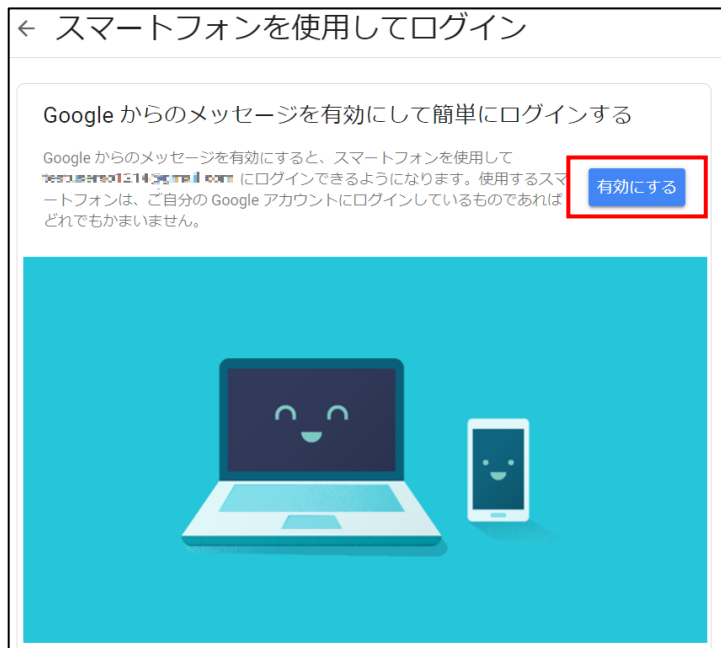 ← スマートフォンを使用してログイン
Google からのメッセージを有効にして簡単にログインする
Google からのメッセージを有効にすると、スマートフォンを使用して
にログインできるようになります。使用するスマ
ートフォンは、ご自分の Google アカウントにログインしているものであれば
どれでもかまいません。
有効にする